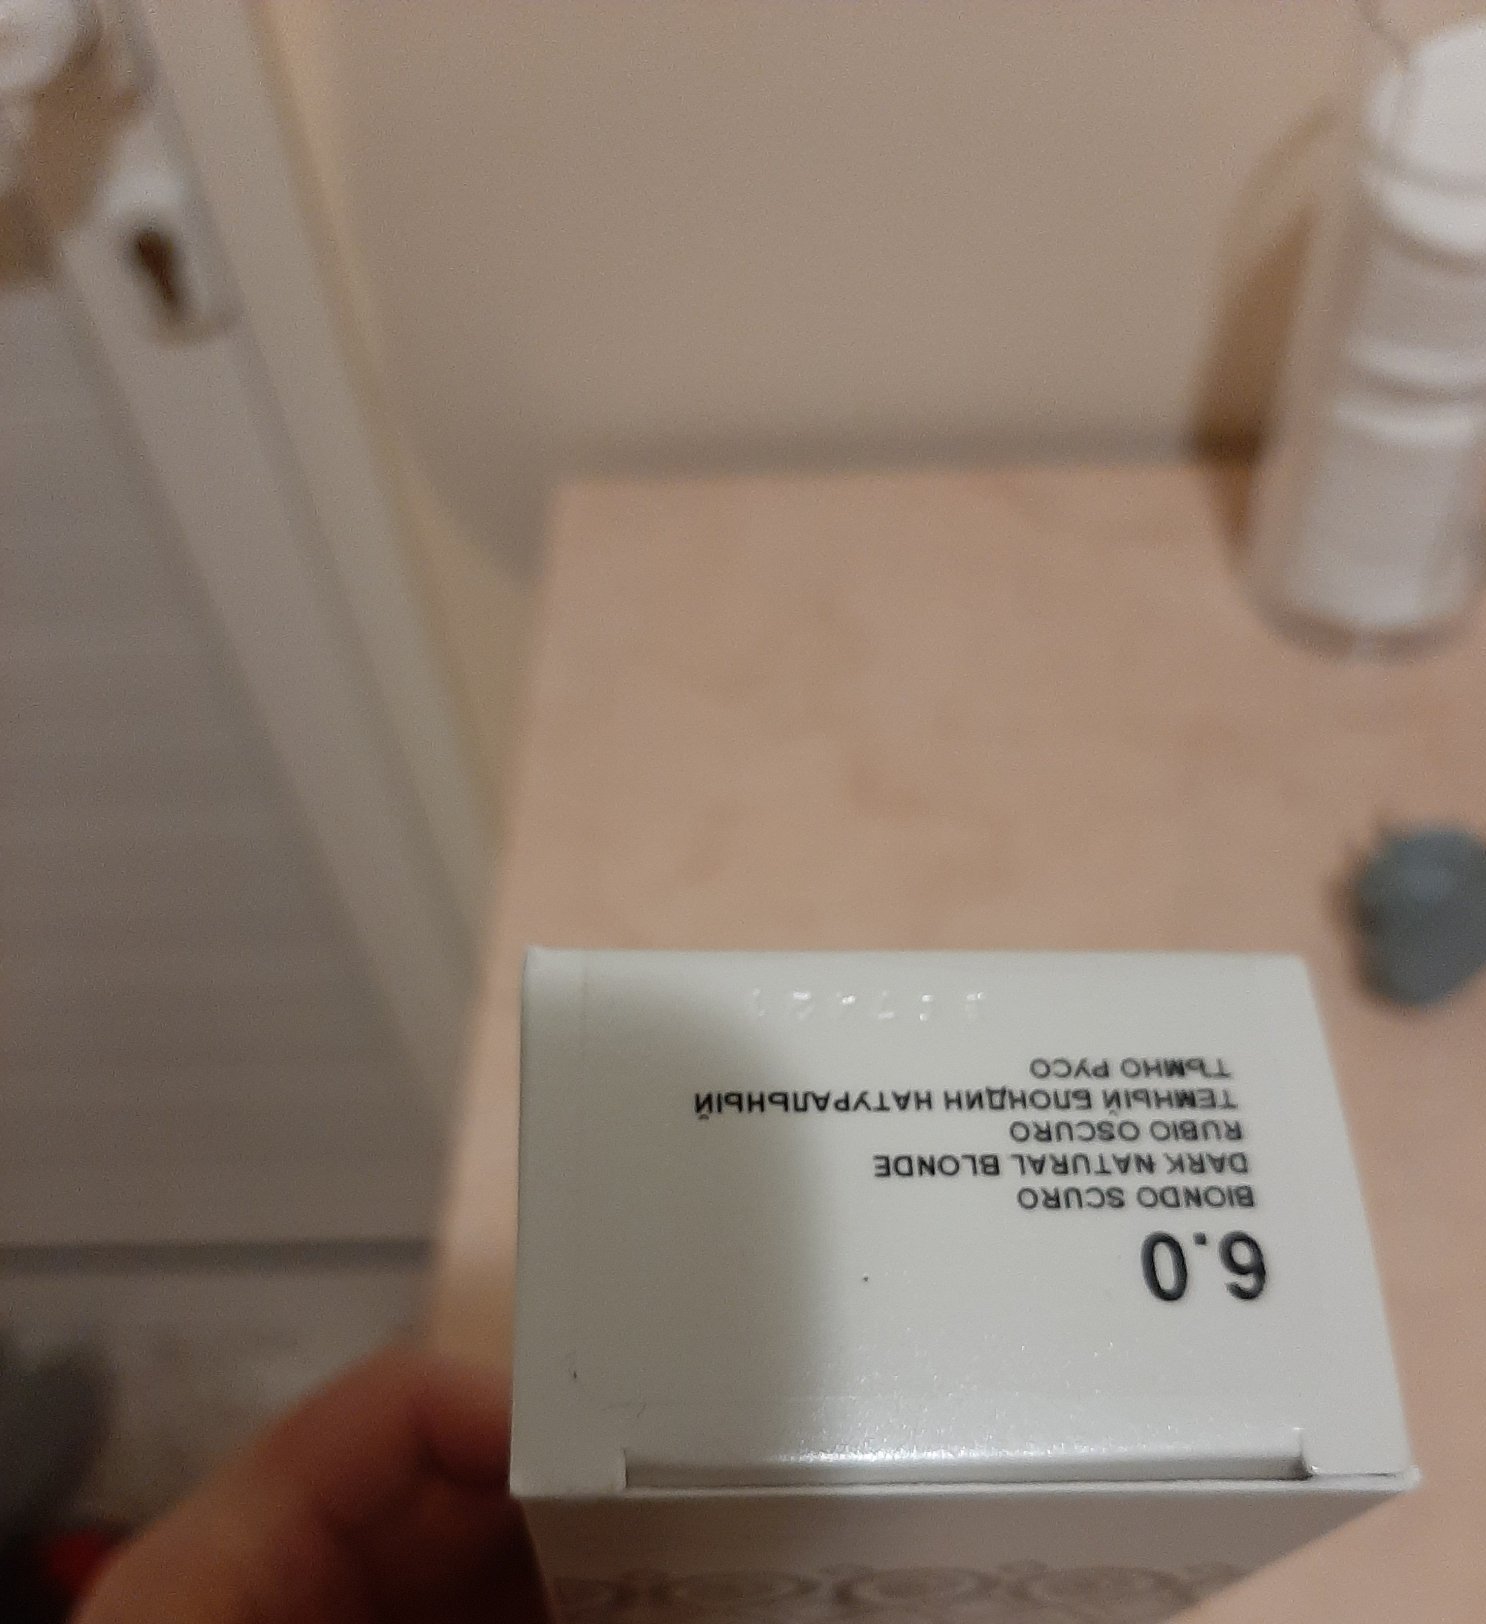 6.0
BIONDO SCURO
DARK NATURAL BLONDE
RUBIO OSCURO
ТЕМНЫЙ БЛОНДИН НАТУРАЛЬНЫЙ
ТЪМНО РУСО